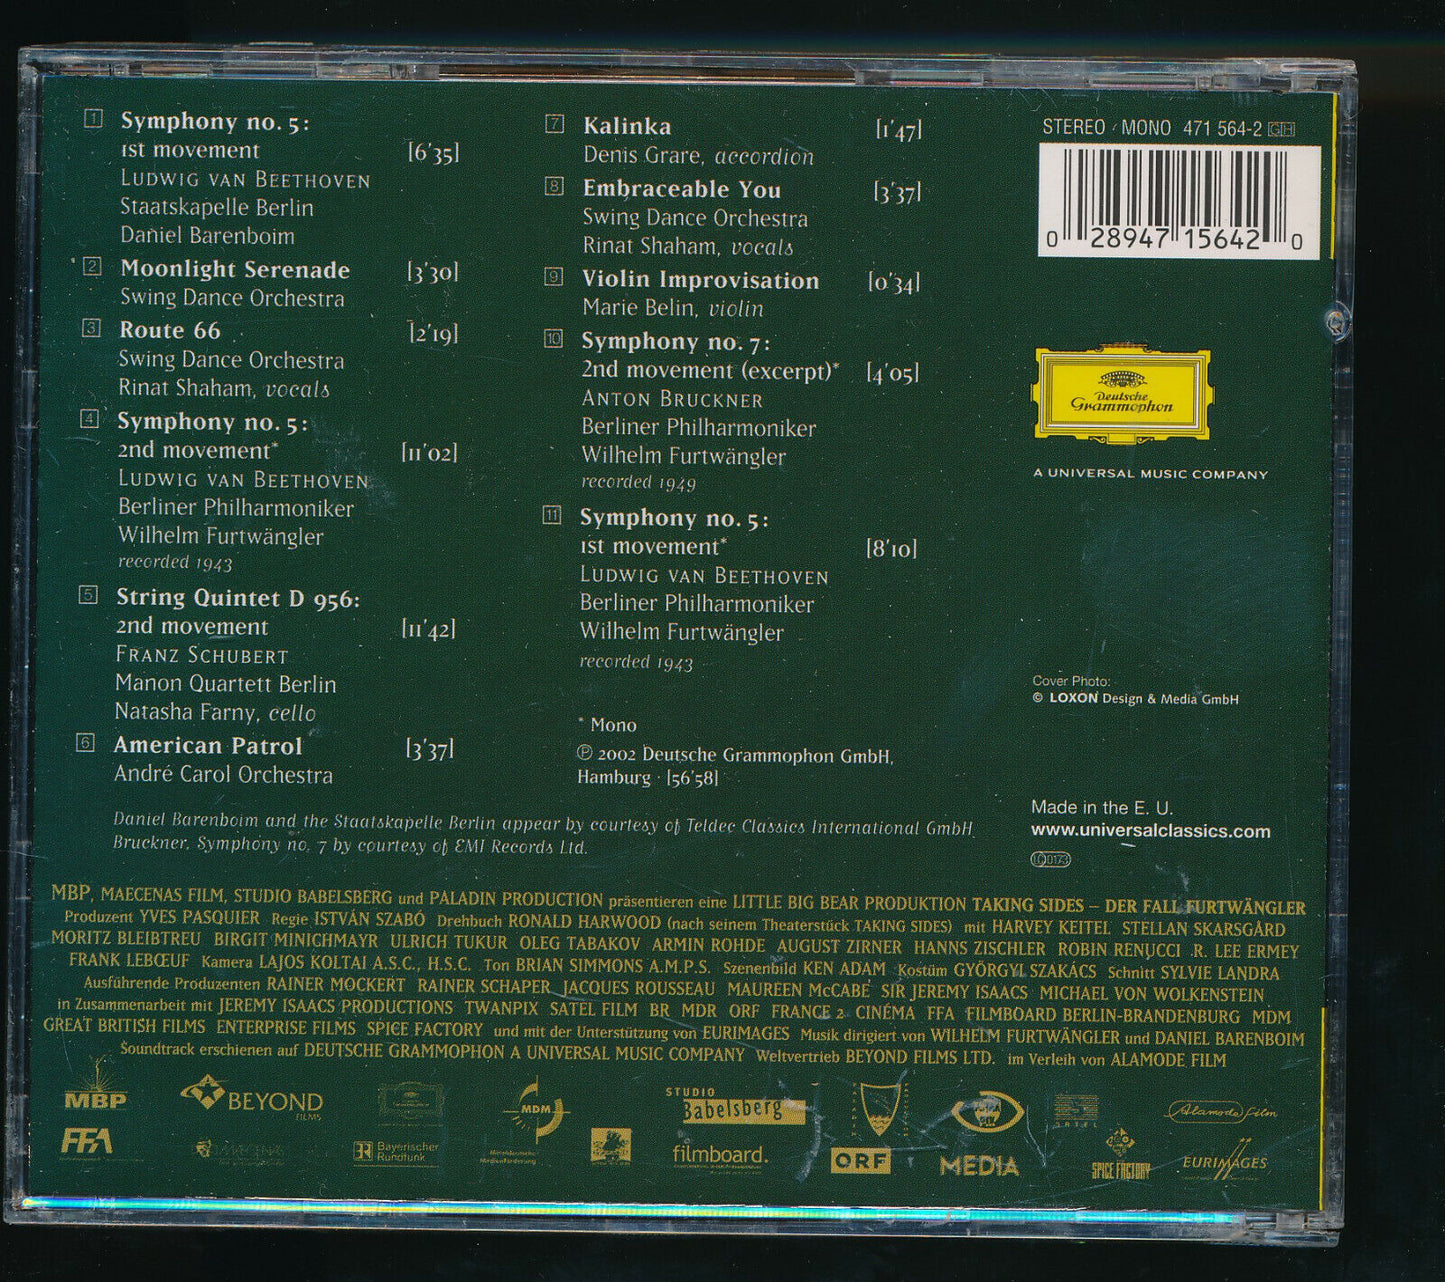 1 Symphony no. 5:
1st movement [6'35]
LUDWIG VAN BEETHOVEN
Staatskapelle Berlin
Daniel Barenboim
2 Moonlight Serenade [3'30]
Swing Dance Orchestra
3 Route 66 [2'19]
Swing Dance Orchestra
Rinat Shaham, vocals
4 Symphony no. 5:
2nd movement* [11'02]
LUDWIG VAN BEETHOVEN
Berliner Philharmoniker
Wilhelm Furtwängler
recorded 1943
5 String Quintet D 956:
2nd movement [11'42]
FRANZ SCHUBERT
Manon Quartett Berlin
Natasha Farny, cello
6 American Patrol [3'37]
André Carol Orchestra
7 Kalinka [1'47]
Denis Grare, accordion
8 Embraceable You [3'37]
Swing Dance Orchestra
Rinat Shaham, vocals
9 Violin Improvisation [0'34]
Marie Belin, violin
10 Symphony no. 7:
2nd movement (excerpt)* [4'05]
ANTON BRUCKNER
Berliner Philharmoniker
Wilhelm Furtwängler
recorded 1949
11 Symphony no. 5:
1st movement* [8'10]
LUDWIG VAN BEETHOVEN
Berliner Philharmoniker
Wilhelm Furtwängler
recorded 1943
* Mono
℗ 2002 Deutsche Grammophon GmbH,
Hamburg · [56'58]
STEREO / MONO 471 564-2 GH
0 28947 15642 0
Deutsche
Grammophon
A UNIVERSAL MUSIC COMPANY
Cover Photo:
© LOXON Design & Media GmbH
Made in the E. U.
www.universalclassics.com
LC 0173
Daniel Barenboim and the Staatskapelle Berlin appear by courtesy of Teldec Classics International GmbH.
Bruckner, Symphony no. 7 by courtesy of EMI Records Ltd.
MBP, MAECENAS FILM, STUDIO BABELSBERG und PALADIN PRODUCTION präsentieren eine LITTLE BIG BEAR PRODUKTION TAKING SIDES – DER FALL FURTWÄNGLER
Produzent YVES PASQUIER Regie ISTVÁN SZABÓ Drehbuch RONALD HARWOOD (nach seinem Theaterstück TAKING SIDES) mit HARVEY KEITEL STELLAN SKARSGÅRD
MORITZ BLEIBTREU BIRGIT MINICHMAYR ULRICH TUKUR OLEG TABAKOV ARMIN ROHDE AUGUST ZIRNER HANNS ZISCHLER ROBIN RENUCCI R. LEE ERMEY
FRANK LEBŒUF Kamera LAJOS KOLTAI A.S.C., H.S.C. Ton BRIAN SIMMONS A.M.P.S. Szenenbild KEN ADAM Kostüm GYÖRGYI SZAKÁCS Schnitt SYLVIE LANDRA
Ausführende Produzenten RAINER MOCKERT RAINER SCHAPER JACQUES ROUSSEAU MAUREEN McCABE SIR JEREMY ISAACS MICHAEL VON WOLKENSTEIN
in Zusammenarbeit mit JEREMY ISAACS PRODUCTIONS TWANPIX SATEL FILM BR MDR ORF FRANCE 2 CINÉMA FFA FILMBOARD BERLIN-BRANDENBURG MDM
GREAT BRITISH FILMS ENTERPRISE FILMS SPICE FACTORY und mit der Unterstützung von EURIMAGES Musik dirigiert von WILHELM FURTWÄNGLER und DANIEL BARENBOIM
Soundtrack erschienen auf DEUTSCHE GRAMMOPHON A UNIVERSAL MUSIC COMPANY Weltvertrieb BEYOND FILMS LTD. im Verleih von ALAMODE FILM
MBP
BEYOND
FILMS
MDM
STUDIO
Babelsberg
Alamode Film
FFA
Bayerischer
Rundfunk
filmboard.
ORF
MEDIA
SPICE FACTORY
EURIMAGES